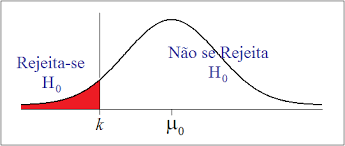 Rejeita-se
H₀
Não se Rejeita
H₀
k
μ₀